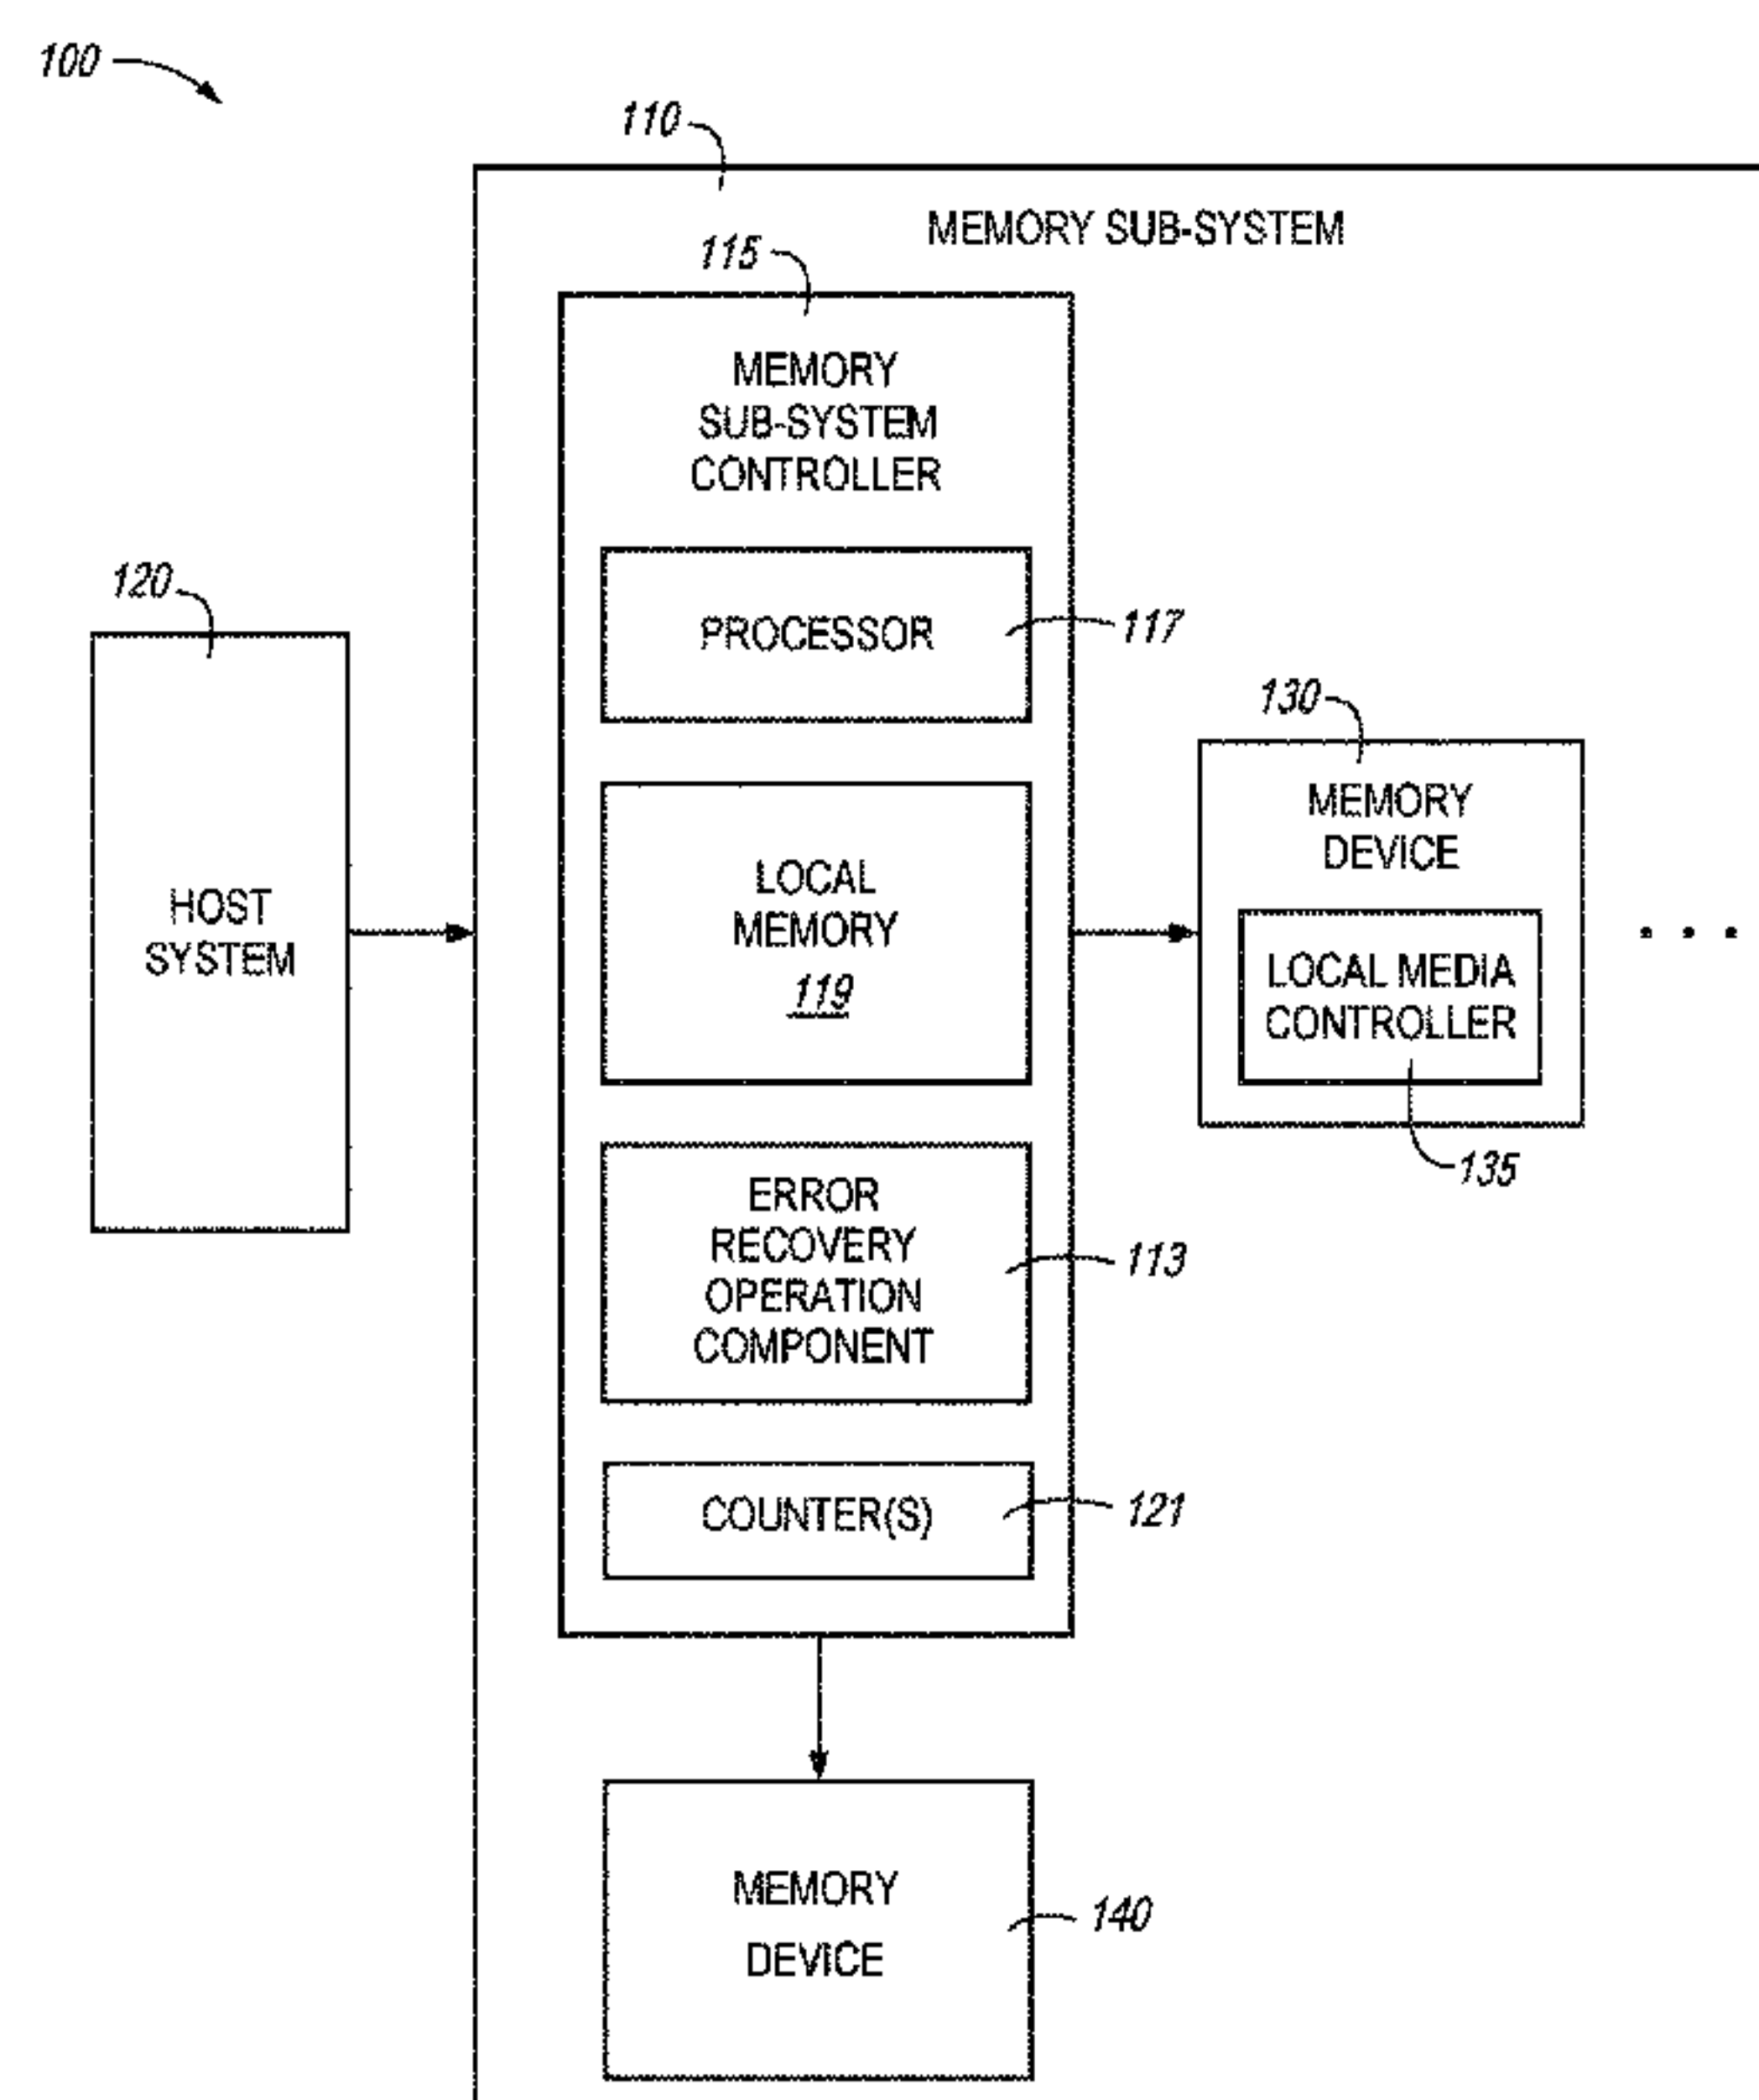 100
110
MEMORY SUB-SYSTEM
115
MEMORY
SUB-SYSTEM
CONTROLLER
PROCESSOR
117
120
HOST
SYSTEM
LOCAL
MEMORY
119
130
MEMORY
DEVICE
LOCAL MEDIA
CONTROLLER
135
ERROR
RECOVERY
OPERATION
COMPONENT
113
COUNTER(S)
121
MEMORY
DEVICE
140